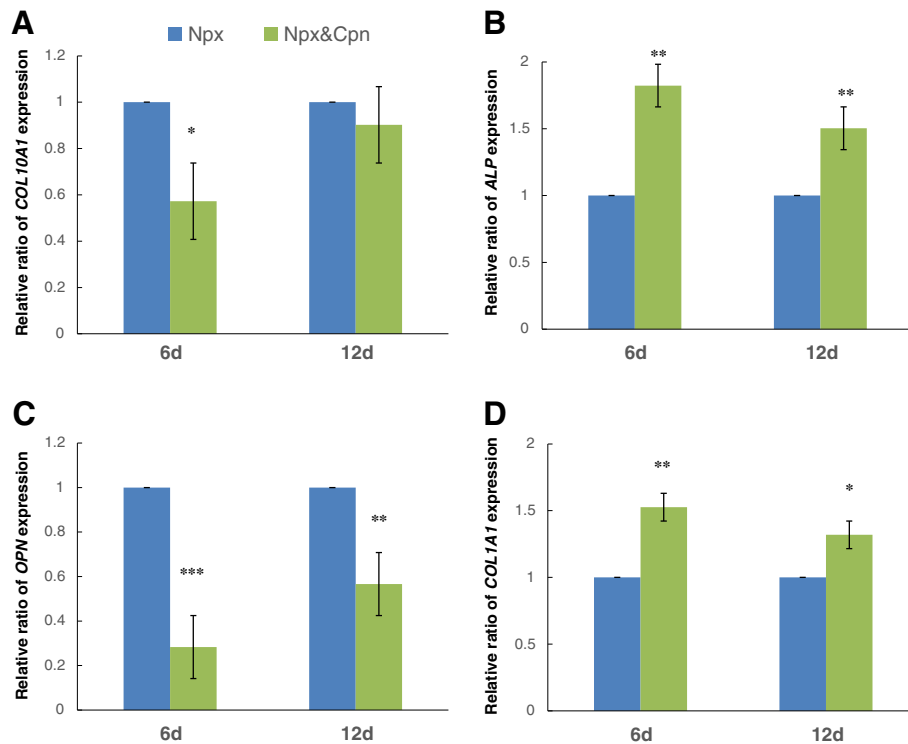 A
Npx
Npx&Cpn
Relative ratio of COL10A1 expression
1.2
1
0.8
0.6
0.4
0.2
0
*
6d
12d
B
Relative ratio of ALP expression
2
1.5
1
0.5
0
**
**
6d
12d
C
Relative ratio of OPN expression
1.2
1
0.8
0.6
0.4
0.2
0
***
**
6d
12d
D
Relative ratio of COL1A1 expression
2
1.5
1
0.5
0
**
*
6d
12d